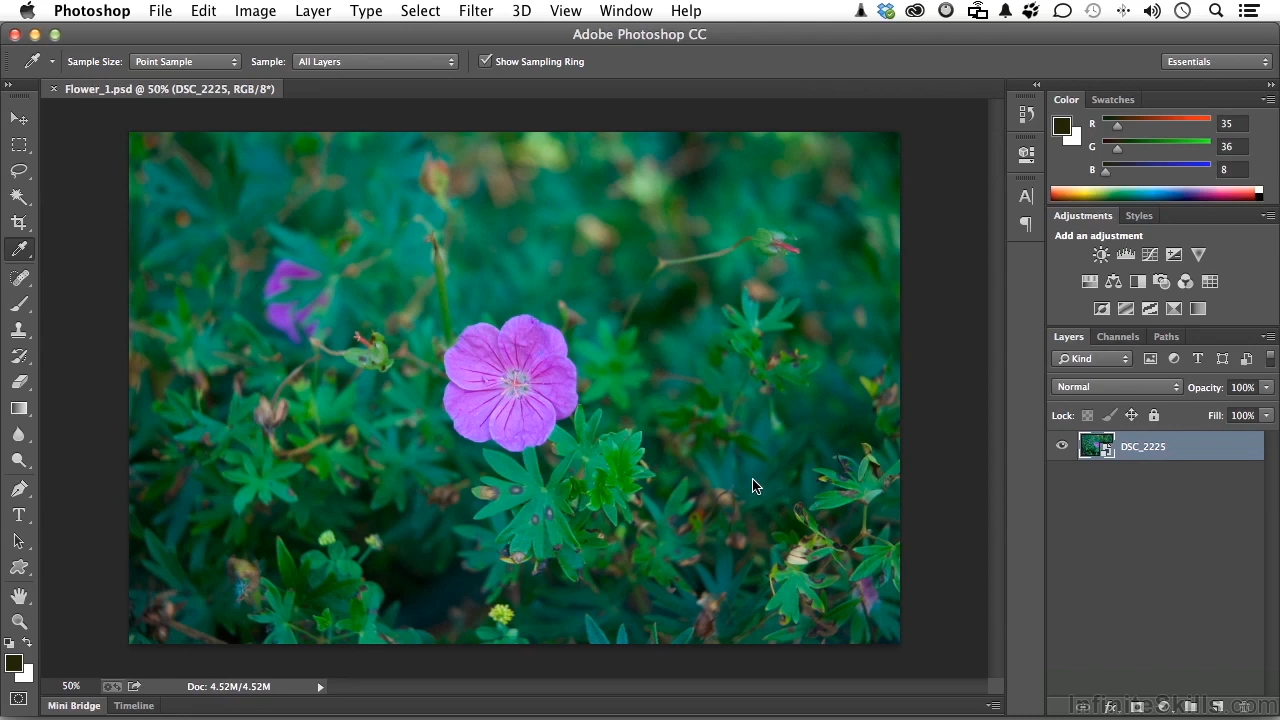 Photoshop File Edit Image Layer Type Select Filter 3D View Window Help
Adobe Photoshop CC
Sample Size: Point Sample Sample: All Layers Show Sampling Ring Essentials
× Flower_1.psd @ 50% (DSC_2225, RGB/8*)
Color Swatches
R 35
G 36
B 8
Adjustments Styles
Add an adjustment
Layers Channels Paths
Kind
Normal Opacity: 100%
Lock: Fill: 100%
DSC_2225
50% Doc: 4.52M/4.52M
Mini Bridge Timeline
InfiniteSkills.com